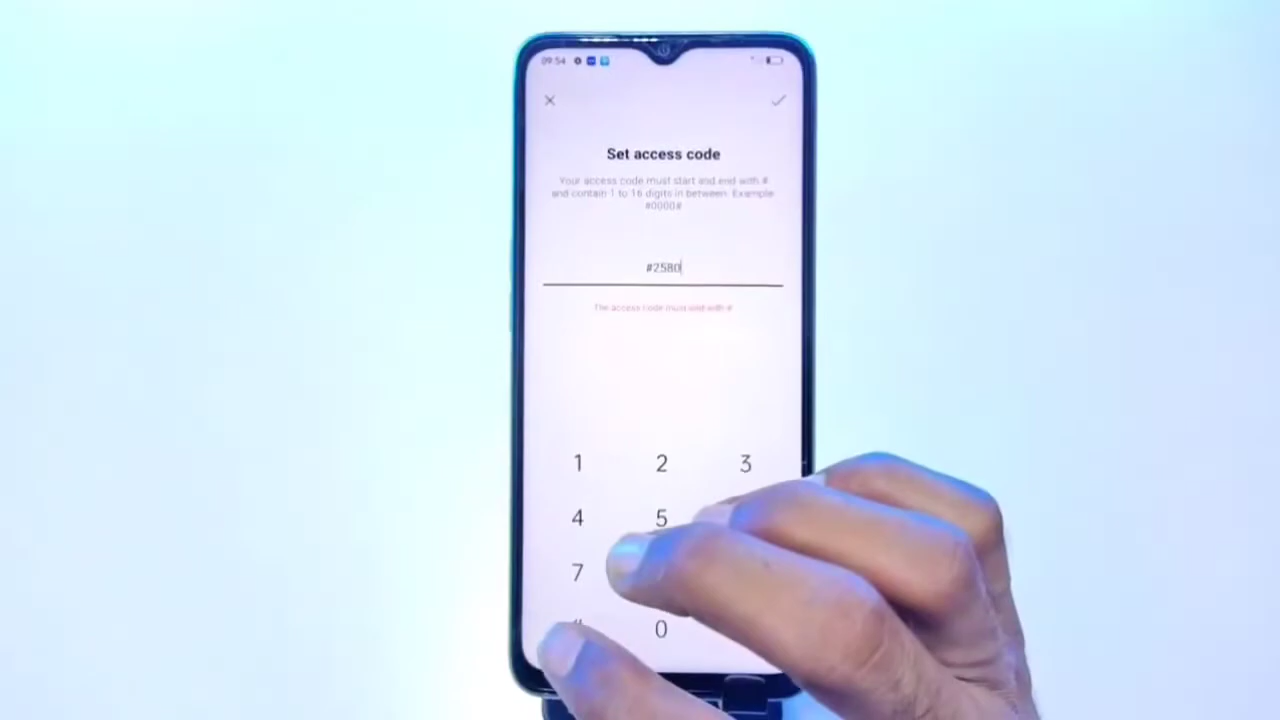 09:54
Set access code
Your access code must start and end with #
and contain 1 to 16 digits in between. Example
#0000#
#2580
The access code must end with #
1 2 3
4 5
7
# 0